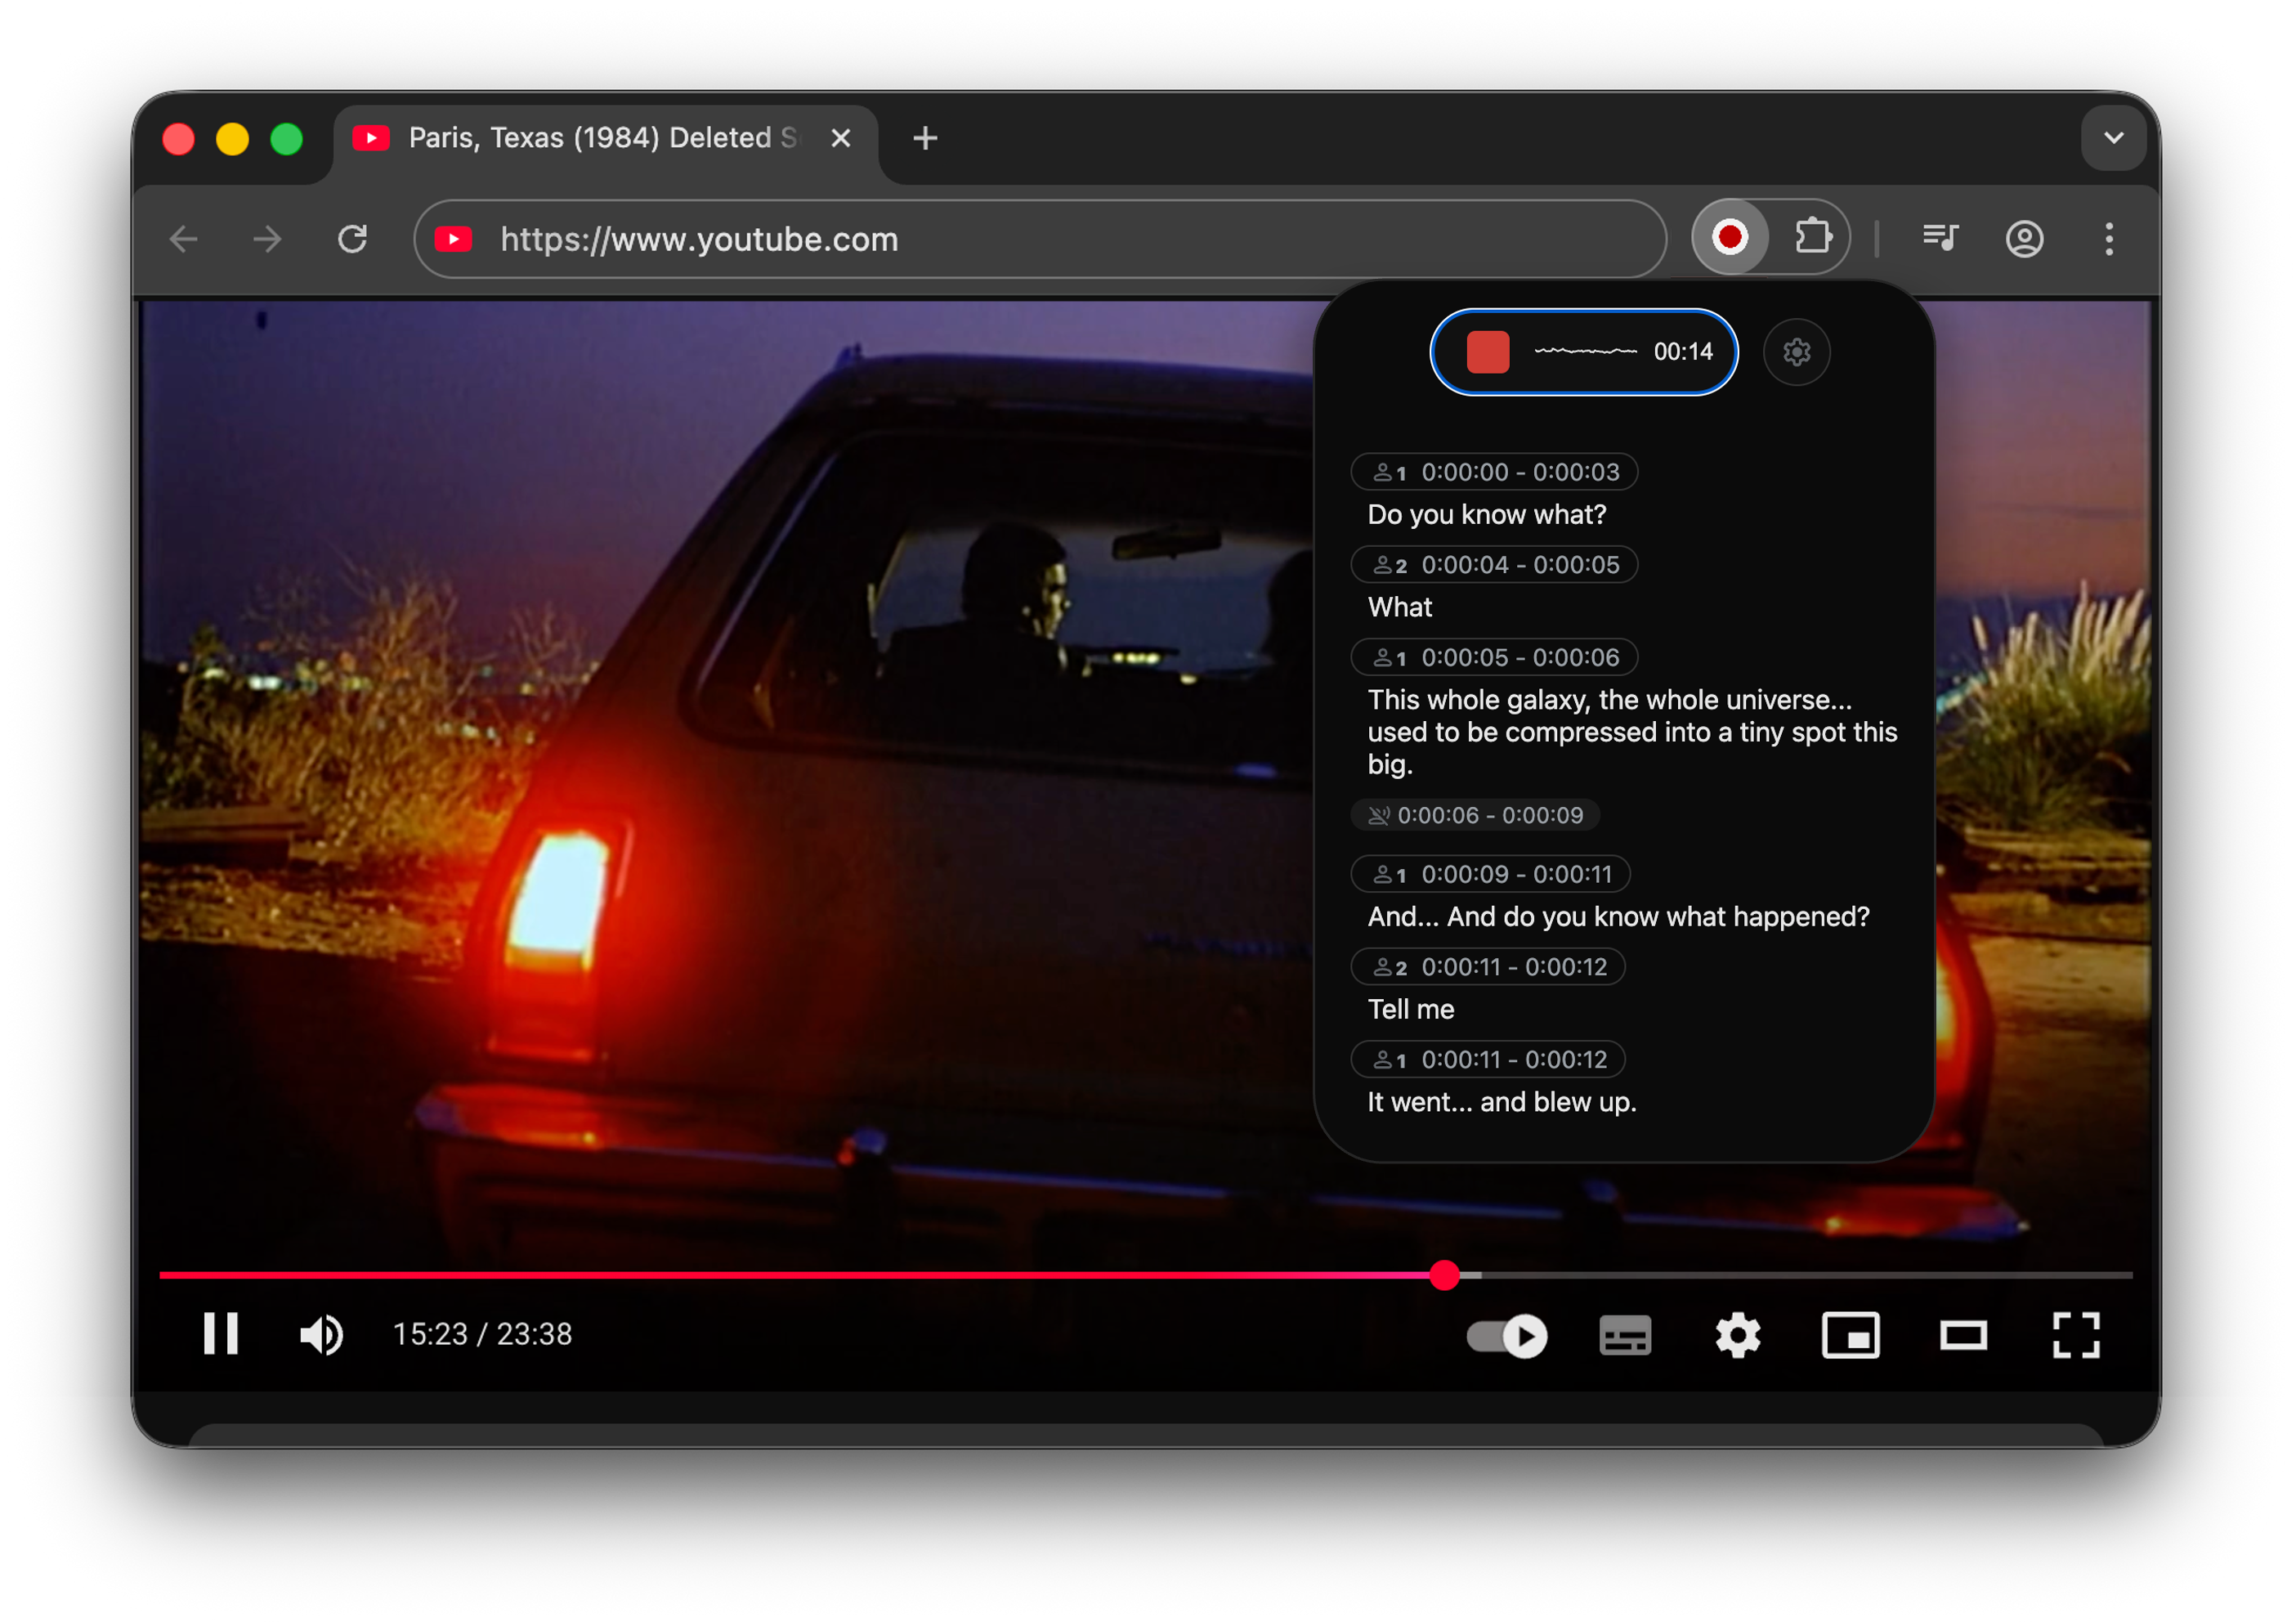 Paris, Texas (1984) Deleted
https://www.youtube.com
00:14
1 0:00:00 - 0:00:03
Do you know what?
2 0:00:04 - 0:00:05
What
1 0:00:05 - 0:00:06
This whole galaxy, the whole universe...
used to be compressed into a tiny spot this
big.
0:00:06 - 0:00:09
1 0:00:09 - 0:00:11
And... And do you know what happened?
2 0:00:11 - 0:00:12
Tell me
1 0:00:11 - 0:00:12
It went... and blew up.
15:23 / 23:38